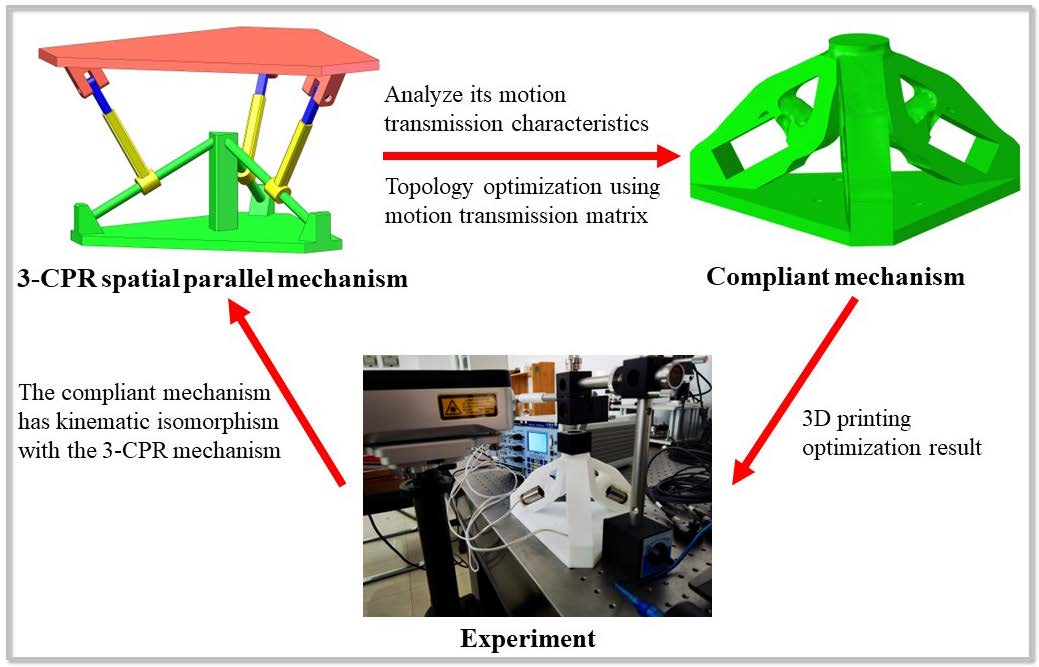 Analyze its motion
transmission characteristics
Topology optimization using
motion transmission matrix
3-CPR spatial parallel mechanism
Compliant mechanism
The compliant mechanism
has kinematic isomorphism
with the 3-CPR mechanism
3D printing
optimization result
Experiment